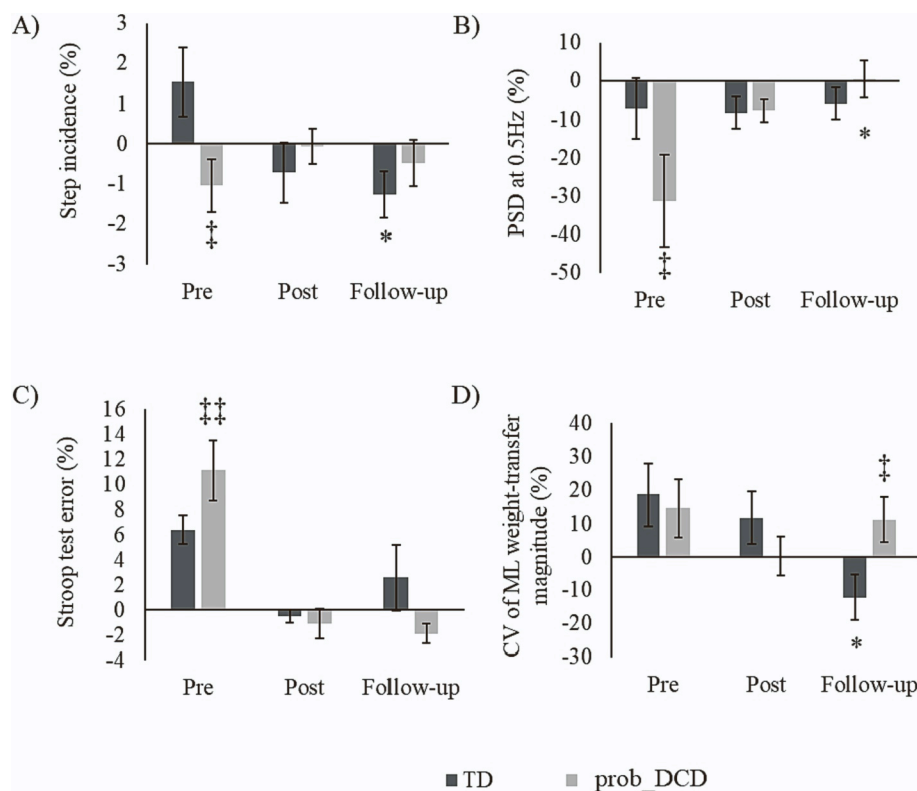 A)
Step incidence (%)
3
2
1
0
-1
-2
-3
‡
*
Pre Post Follow-up
B)
PSD at 0.5Hz (%)
10
0
-10
-20
-30
-40
-50
‡
*
Pre Post Follow-up
C)
Stroop test error (%)
16
14
12
10
8
6
4
2
0
-2
-4
‡‡
Pre Post Follow-up
D)
CV of ML weight-transfer
magnitude (%)
40
30
20
10
0
-10
-20
-30
‡
*
Pre Post Follow-up
TD prob_DCD